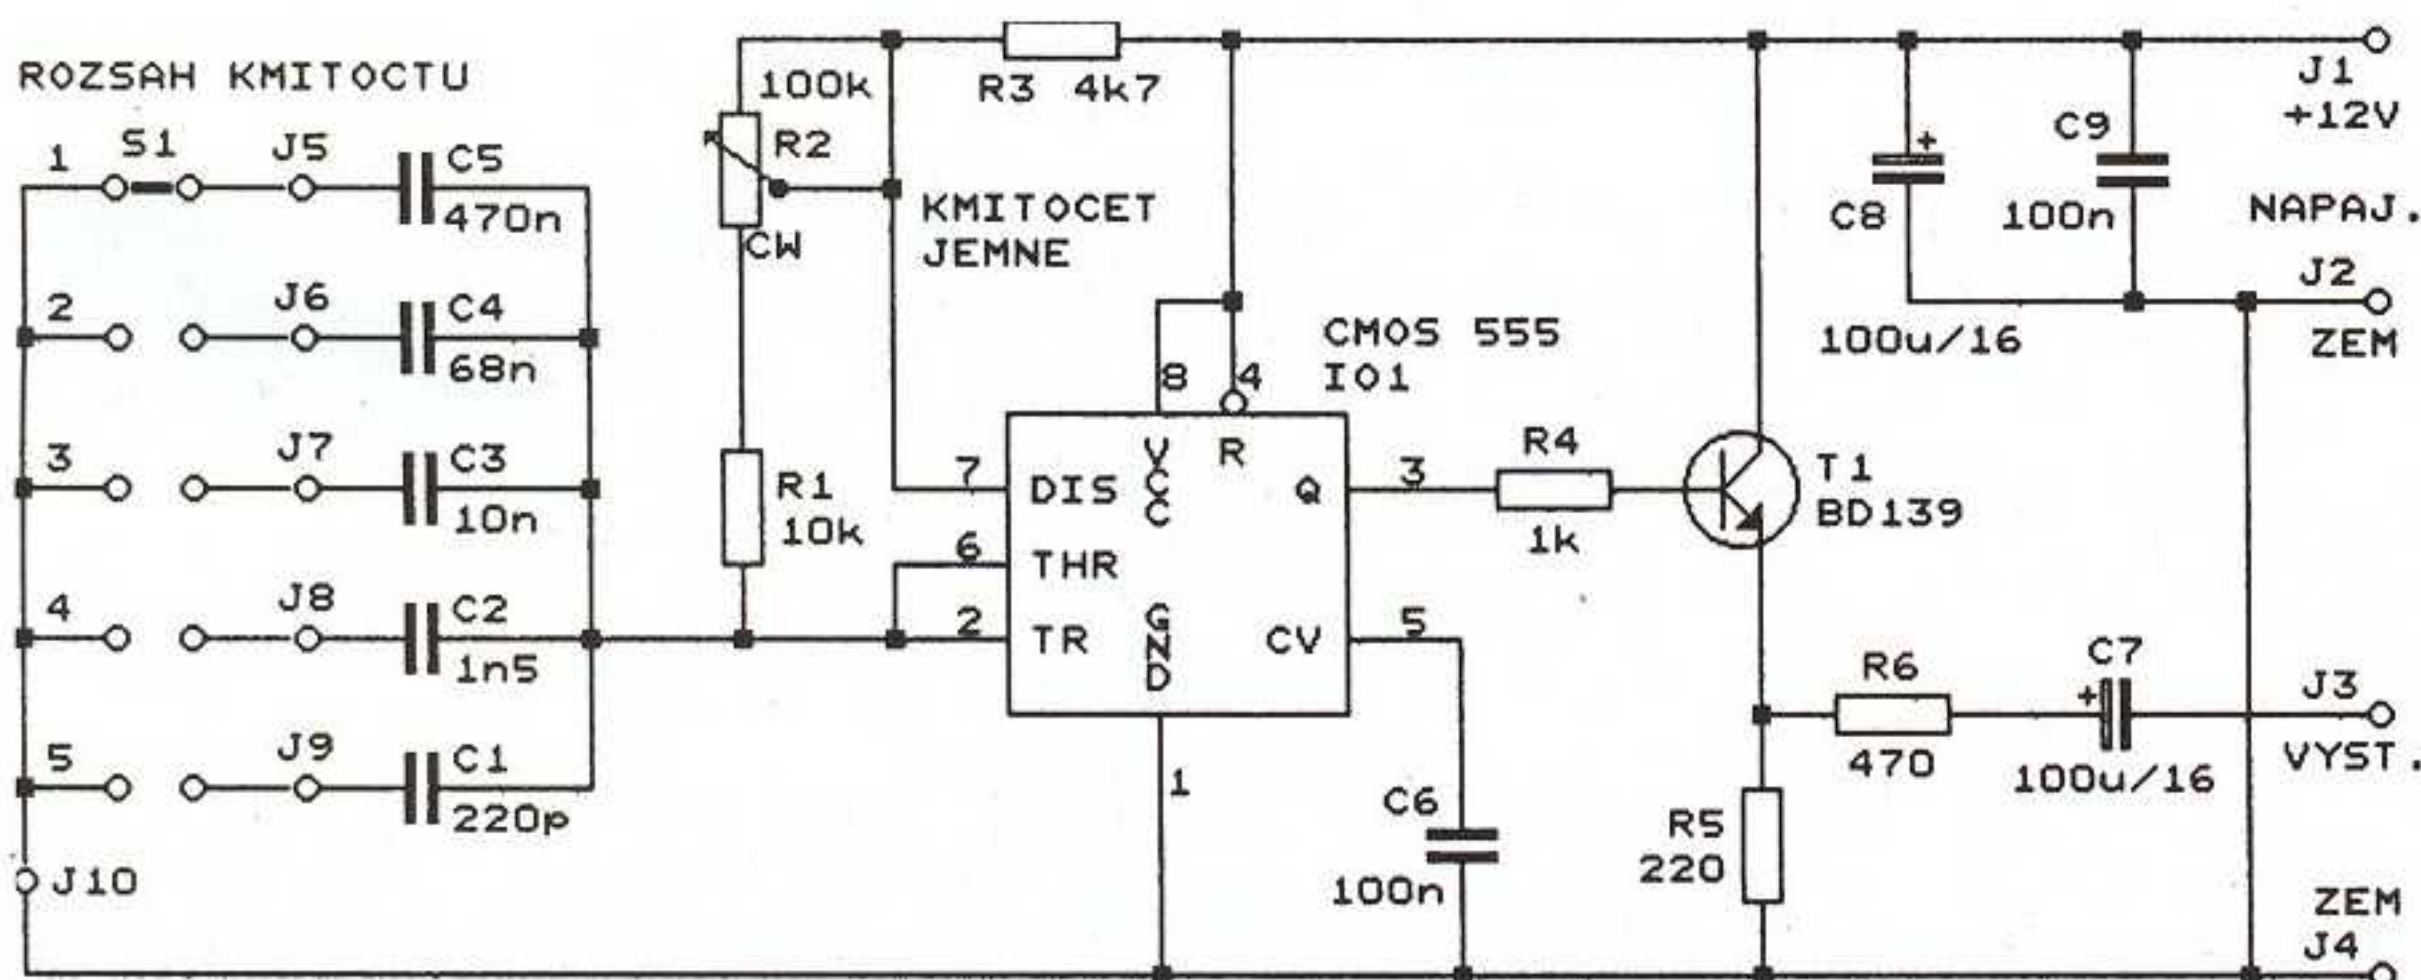 ROZSAH KMITOCTU
1
S1
J5
C5
470n
2
J6
C4
68n
3
J7
C3
10n
4
J8
C2
1n5
5
J9
C1
220p
J10
100k
R2
CW
R3 4k7
KMITOCET
JEMNE
R1
10k
CMOS 555
IO1
8
4
VCC
R
7
DIS
6
THR
2
TR
GND
Q
CV
3
5
1
R4
1k
T1
BD139
C6
100n
R5
220
R6
470
C7
+
100u/16
C8
+
100u/16
C9
100n
J1
+12V
NAPAJ.
J2
ZEM
J3
VYST.
ZEM
J4